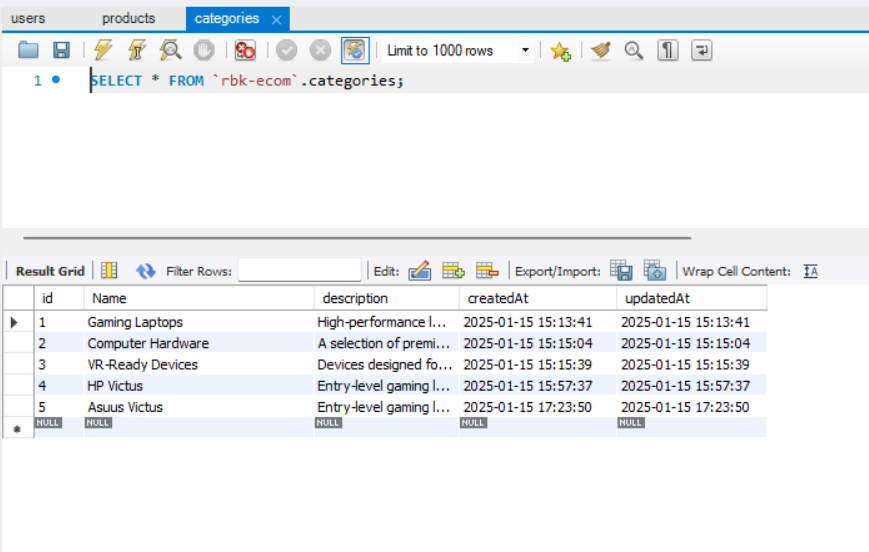 users products categories
Limit to 1000 rows
1 SELECT * FROM `rbk-ecom`.categories;
Result Grid Filter Rows: Edit: Export/Import: Wrap Cell Content: IA
id Name description createdAt updatedAt
1 Gaming Laptops High-performance l... 2025-01-15 15:13:41 2025-01-15 15:13:41
2 Computer Hardware A selection of premi... 2025-01-15 15:15:04 2025-01-15 15:15:04
3 VR-Ready Devices Devices designed fo... 2025-01-15 15:15:39 2025-01-15 15:15:39
4 HP Victus Entry-level gaming l... 2025-01-15 15:57:37 2025-01-15 15:57:37
5 Asuus Victus Entry-level gaming l... 2025-01-15 17:23:50 2025-01-15 17:23:50
NULL NULL NULL NULL NULL